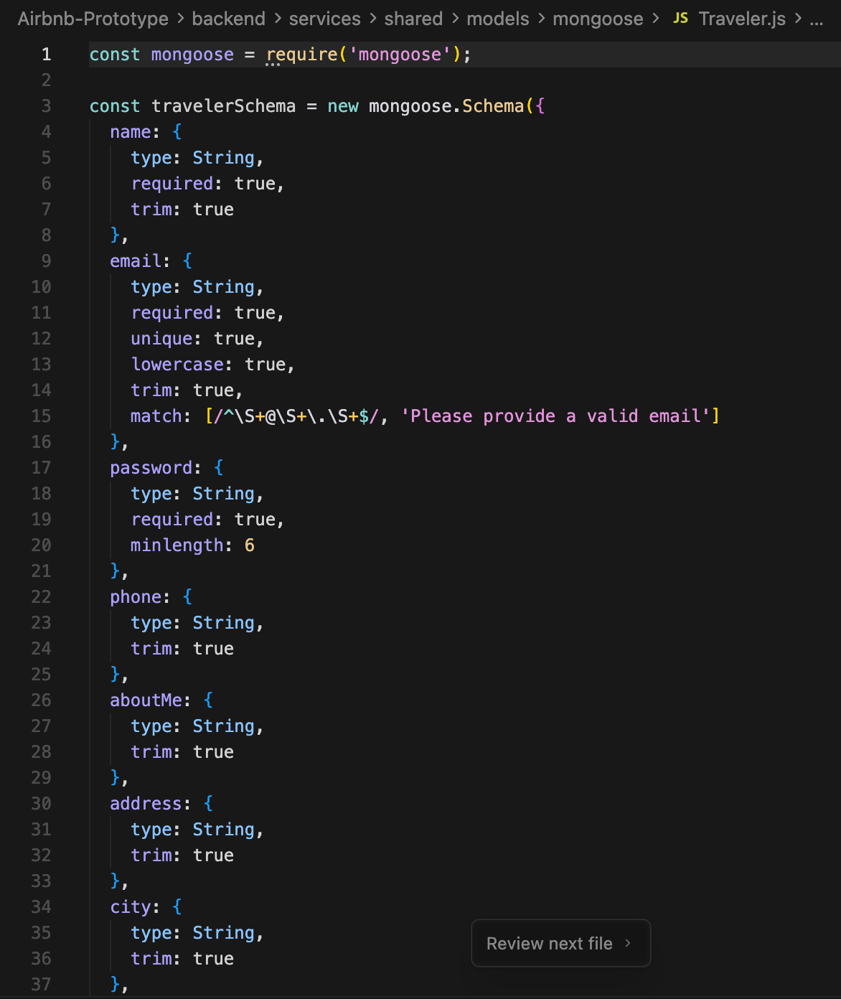 Airbnb-Prototype > backend > services > shared > models > mongoose > JS Traveler.js > ...
1 const mongoose = require('mongoose');
2
3 const travelerSchema = new mongoose.Schema({
4   name: {
5     type: String,
6     required: true,
7     trim: true
8   },
9   email: {
10     type: String,
11     required: true,
12     unique: true,
13     lowercase: true,
14     trim: true,
15     match: [/^\S+@\S+\.\S+$/, 'Please provide a valid email']
16   },
17   password: {
18     type: String,
19     required: true,
20     minlength: 6
21   },
22   phone: {
23     type: String,
24     trim: true
25   },
26   aboutMe: {
27     type: String,
28     trim: true
29   },
30   address: {
31     type: String,
32     trim: true
33   },
34   city: {
35     type: String,
Review next file >
36     trim: true
37   },